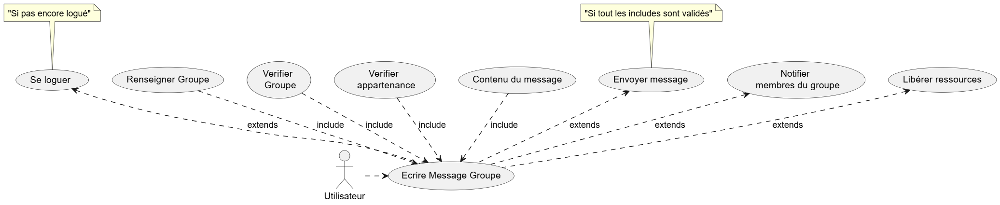 "Si pas encore logué"
"Si tout les includes sont validés"
Se loguer
Renseigner Groupe
Verifier
Groupe
Verifier
appartenance
Contenu du message
Envoyer message
Notifier
membres du groupe
Libérer ressources
extends
include
include
include
include
extends
extends
extends
Ecrire Message Groupe
Utilisateur